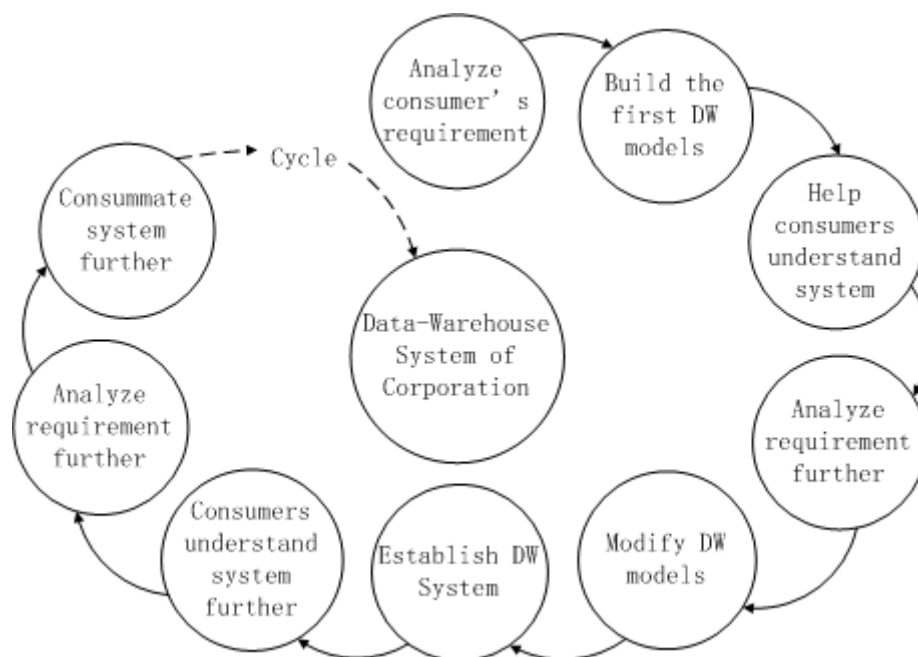 Analyze
consumer's
requirement
Build the
first DW
models
Help
consumers
understand
system
Analyze
requirement
further
Modify DW
models
Establish DW
System
Consumers
understand
system
further
Analyze
requirement
further
Consummate
system
further
Cycle
Data-Warehouse
System of
Corporation